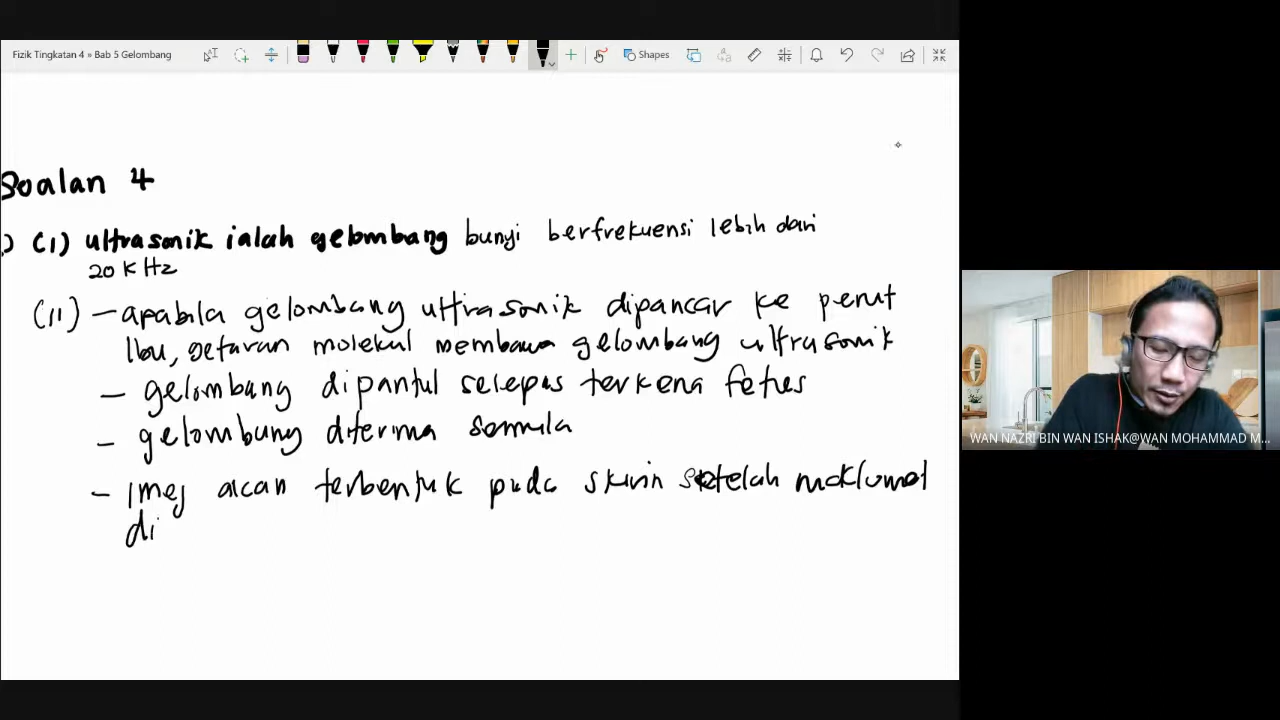 Fizik Tingkatan 4 » Bab 5 Gelombang
Shapes
Soalan 4
) (i) ultrasonik ialah gelombang bunyi berfrekuensi lebih dari
20 KHz
(ii) - apabila gelombang ultrasonik dipancar ke perut
Ibu, getaran molekul membawa gelombang ultrasonik
- gelombang dipantul selepas terkena fetus
- gelombang diterima semula
- imej akan terbentuk pada skrin setelah maklumat
di
WAN NAZRI BIN WAN ISHAK@WAN MOHAMMAD M...